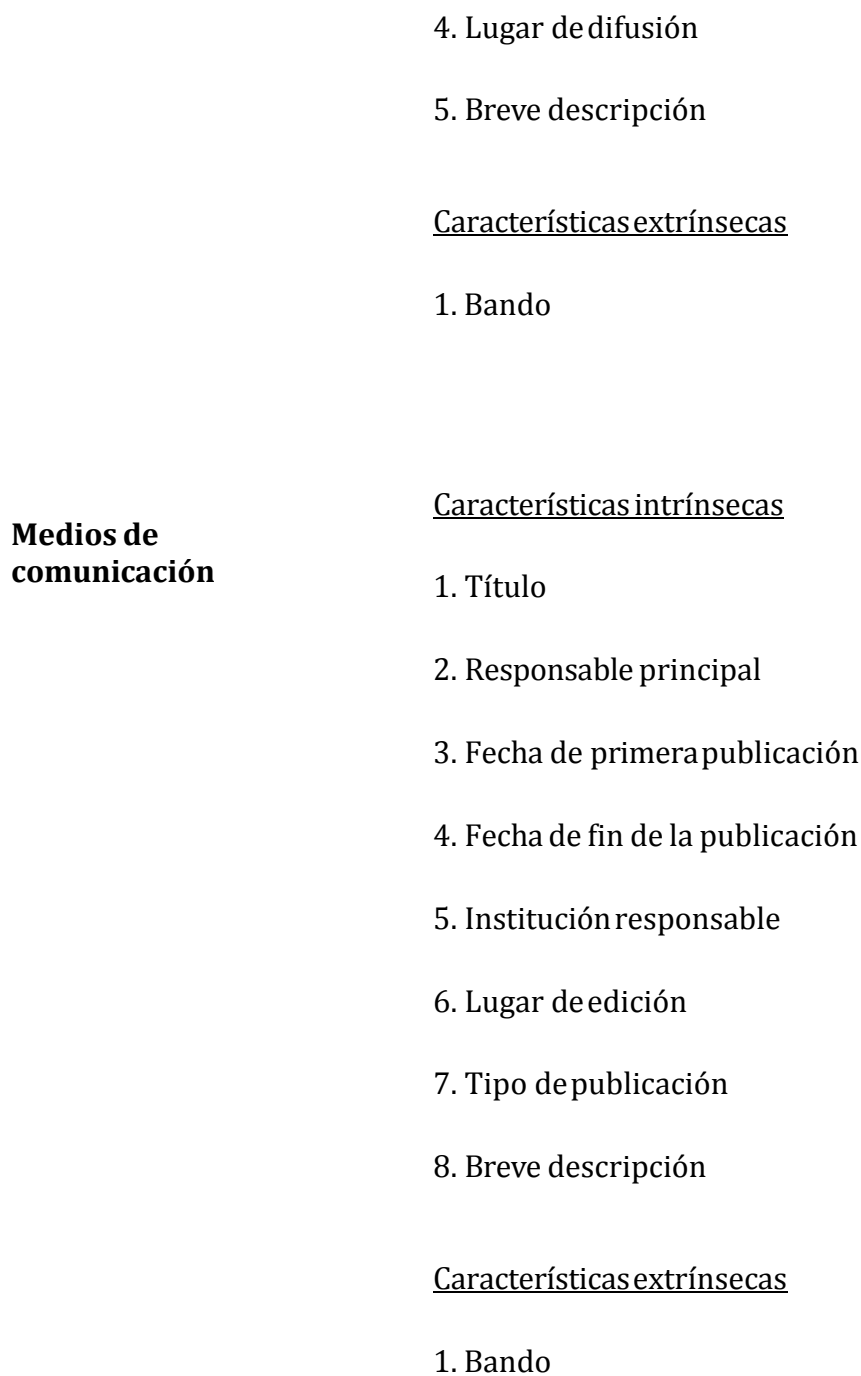 4. Lugar de difusión
5. Breve descripción
Características extrínsecas
1. Bando
Medios de
comunicación
Características intrínsecas
1. Título
2. Responsable principal
3. Fecha de primera publicación
4. Fecha de fin de la publicación
5. Institución responsable
6. Lugar de edición
7. Tipo de publicación
8. Breve descripción
Características extrínsecas
1. Bando